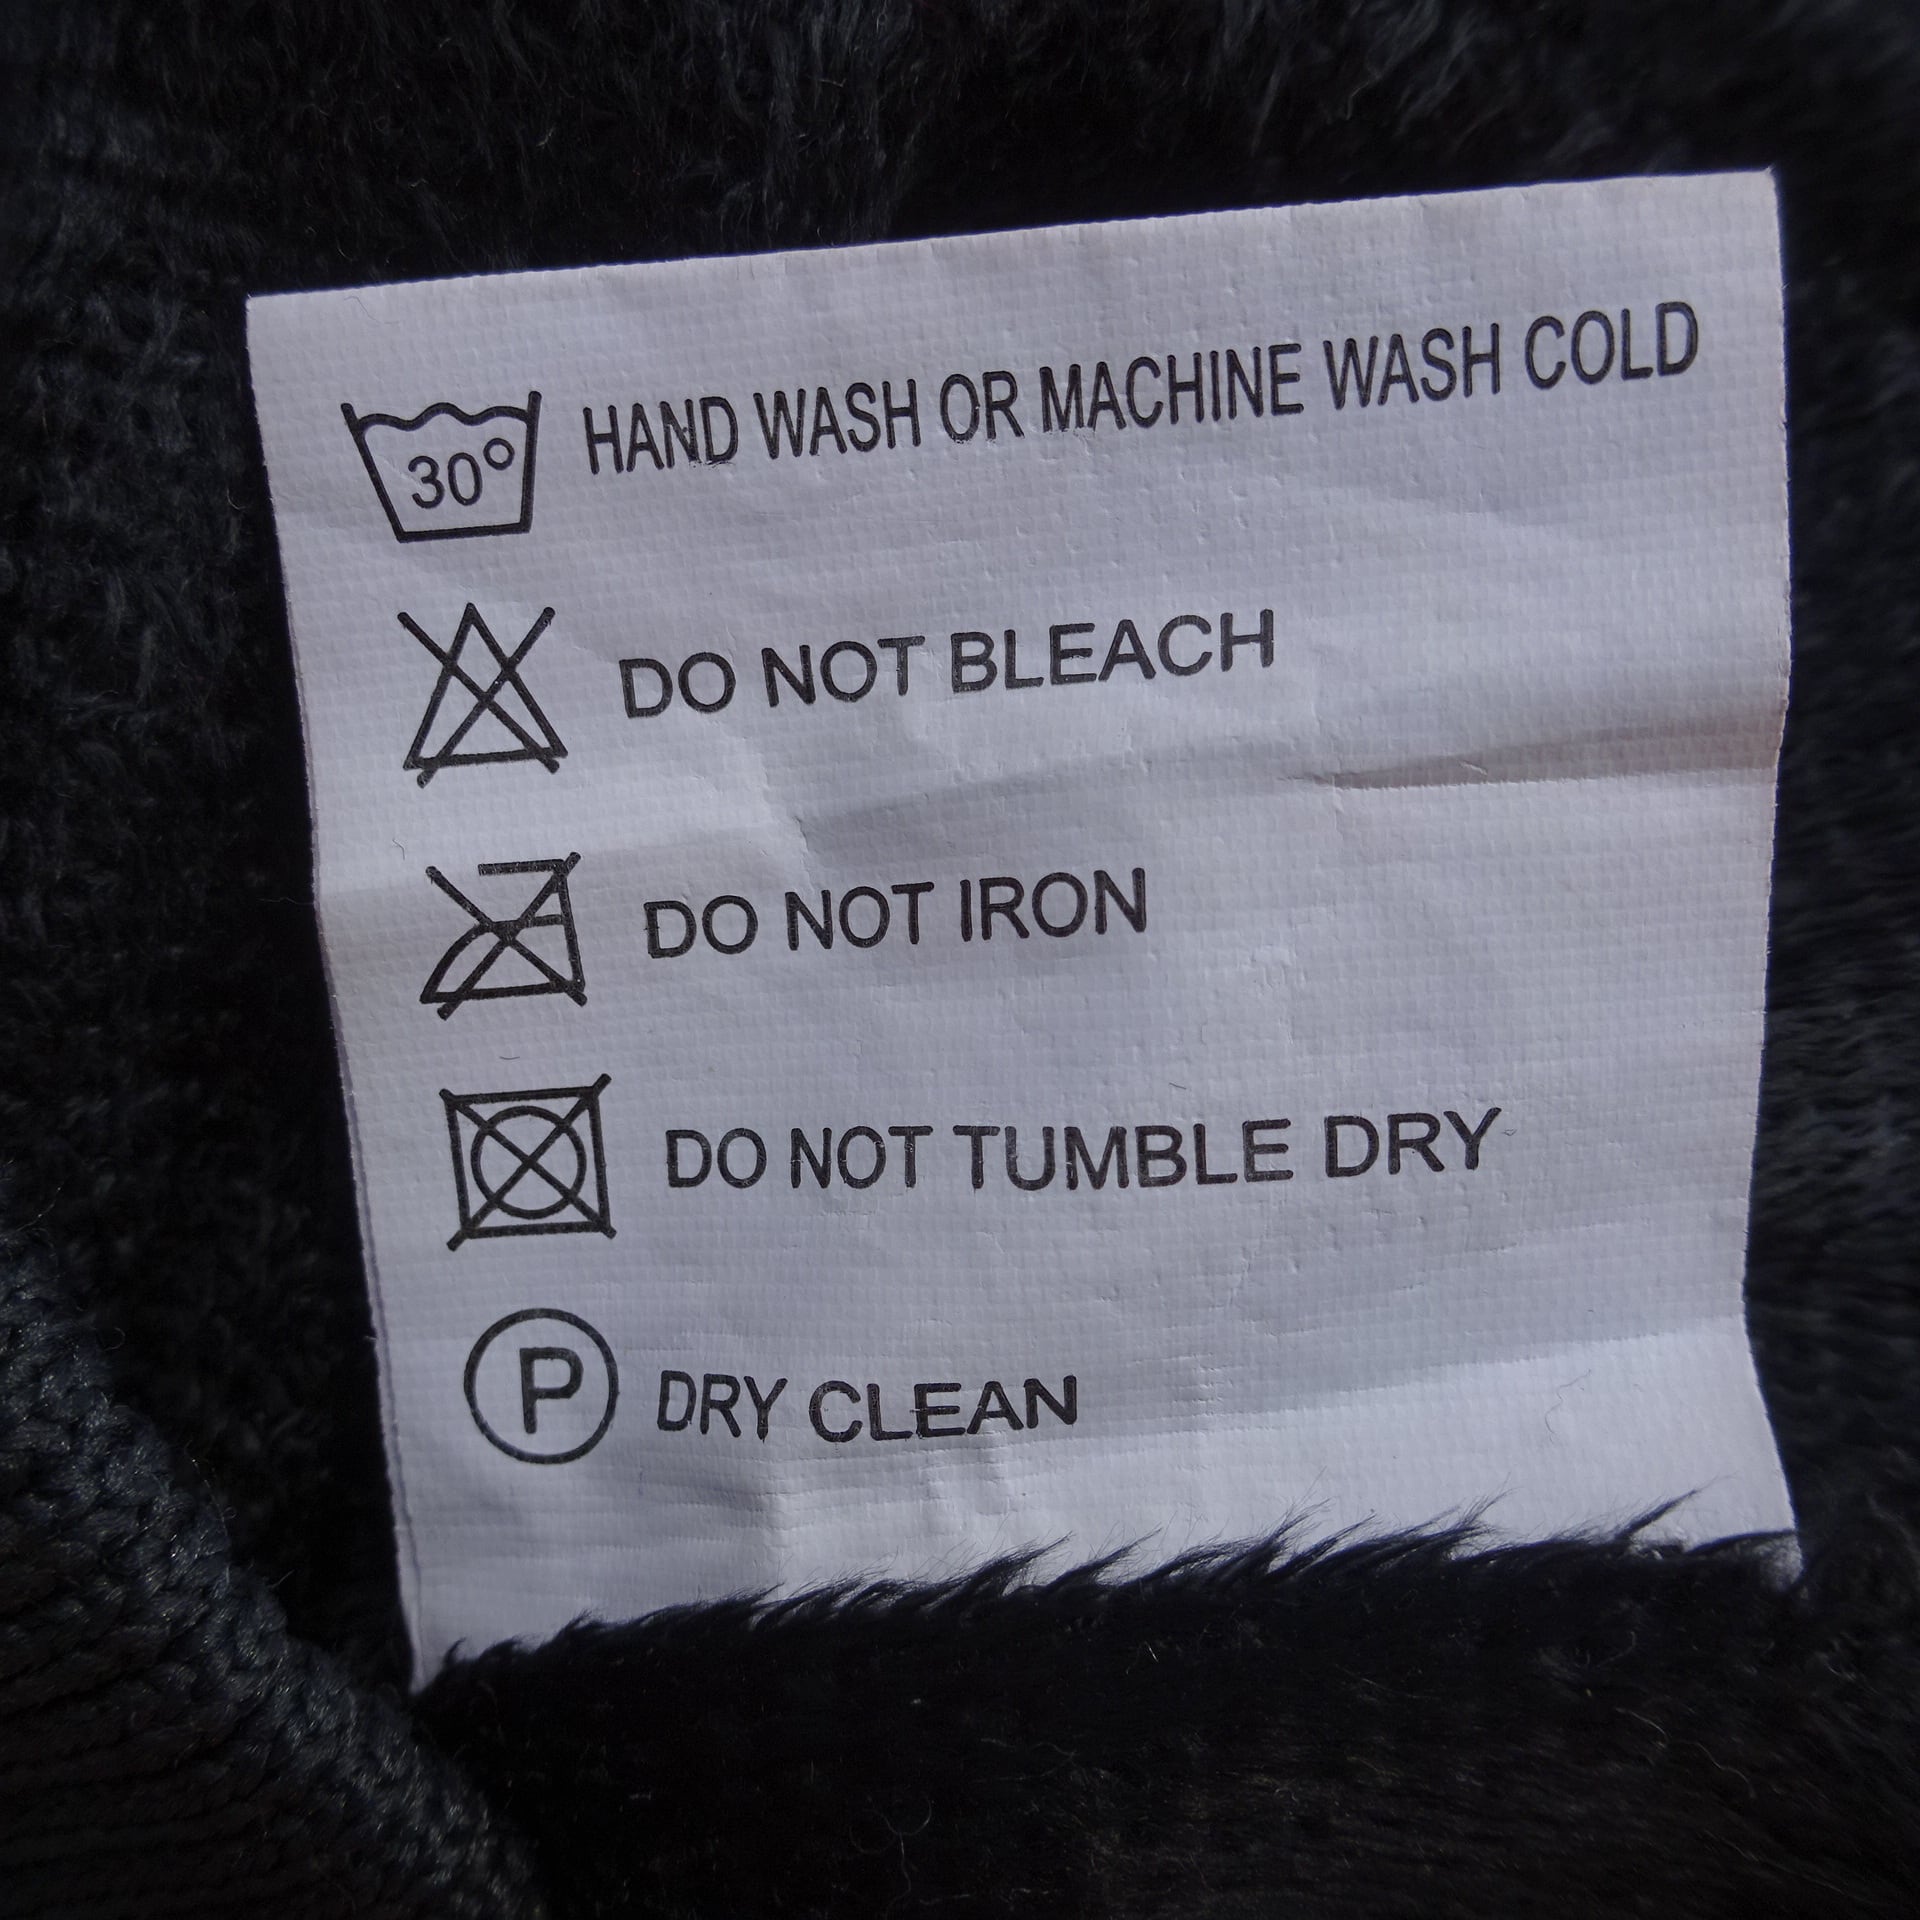 30° HAND WASH OR MACHINE WASH COLD
DO NOT BLEACH
DO NOT IRON
DO NOT TUMBLE DRY
P DRY CLEAN